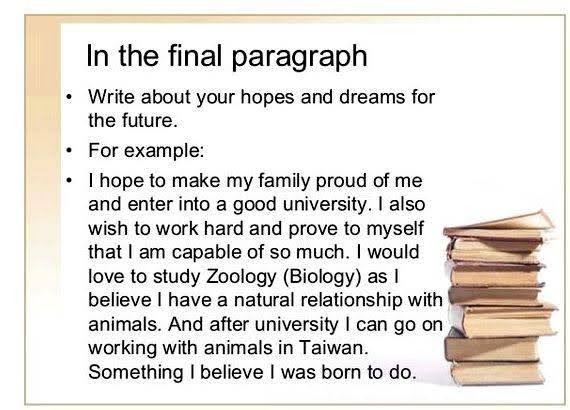 In the final paragraph
• Write about your hopes and dreams for
the future.
• For example:
• I hope to make my family proud of me
and enter into a good university. I also
wish to work hard and prove to myself
that I am capable of so much. I would
love to study Zoology (Biology) as I
believe I have a natural relationship with
animals. And after university I can go on
working with animals in Taiwan.
Something I believe I was born to do.